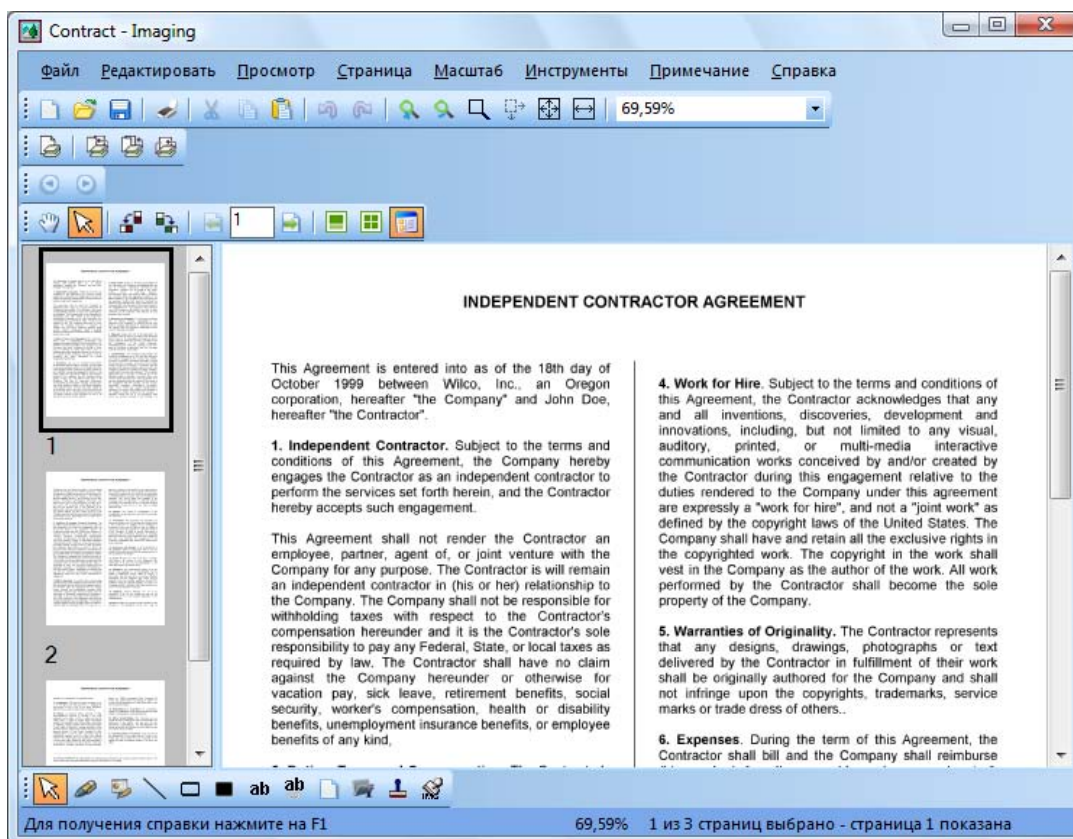 Contract - Imaging
Файл Редактировать Просмотр Страница Масштаб Инструменты Примечание Справка
69,59%
1
INDEPENDENT CONTRACTOR AGREEMENT
This Agreement is entered into as of the 18th day of
October 1999 between Wilco, Inc., an Oregon
corporation, hereafter "the Company" and John Doe,
hereafter "the Contractor".
1. Independent Contractor. Subject to the terms and
conditions of this Agreement, the Company hereby
engages the Contractor as an independent contractor to
perform the services set forth herein, and the Contractor
hereby accepts such engagement.
This Agreement shall not render the Contractor an
employee, partner, agent of, or joint venture with the
Company for any purpose. The Contractor is will remain
an independent contractor in (his or her) relationship to
the Company. The Company shall not be responsible for
withholding taxes with respect to the Contractor's
compensation hereunder and it is the Contractor's sole
responsibility to pay any Federal, State, or local taxes as
required by law. The Contractor shall have no claim
against the Company hereunder or otherwise for
vacation pay, sick leave, retirement benefits, social
security, worker's compensation, health or disability
benefits, unemployment insurance benefits, or employee
benefits of any kind,
4. Work for Hire. Subject to the terms and conditions of
this Agreement, the Contractor acknowledges that any
and all inventions, discoveries, development and
innovations, including, but not limited to any visual,
auditory, printed, or multi-media interactive
communication works conceived by and/or created by
the Contractor during this engagement relative to the
duties rendered to the Company under this agreement
are expressly a "work for hire", and not a "joint work" as
defined by the copyright laws of the United States. The
Company shall have and retain all the exclusive rights in
the copyrighted work. The copyright in the work shall
vest in the Company as the author of the work. All work
performed by the Contractor shall become the sole
property of the Company.
5. Warranties of Originality. The Contractor represents
that any designs, drawings, photographs or text
delivered by the Contractor in fulfillment of their work
shall be originally authored for the Company and shall
not infringe upon the copyrights, trademarks, service
marks or trade dress of others..
6. Expenses. During the term of this Agreement, the
Contractor shall bill and the Company shall reimburse
1
2
ab ab
Для получения справки нажмите на F1
69,59% 1 из 3 страниц выбрано - страница 1 показана